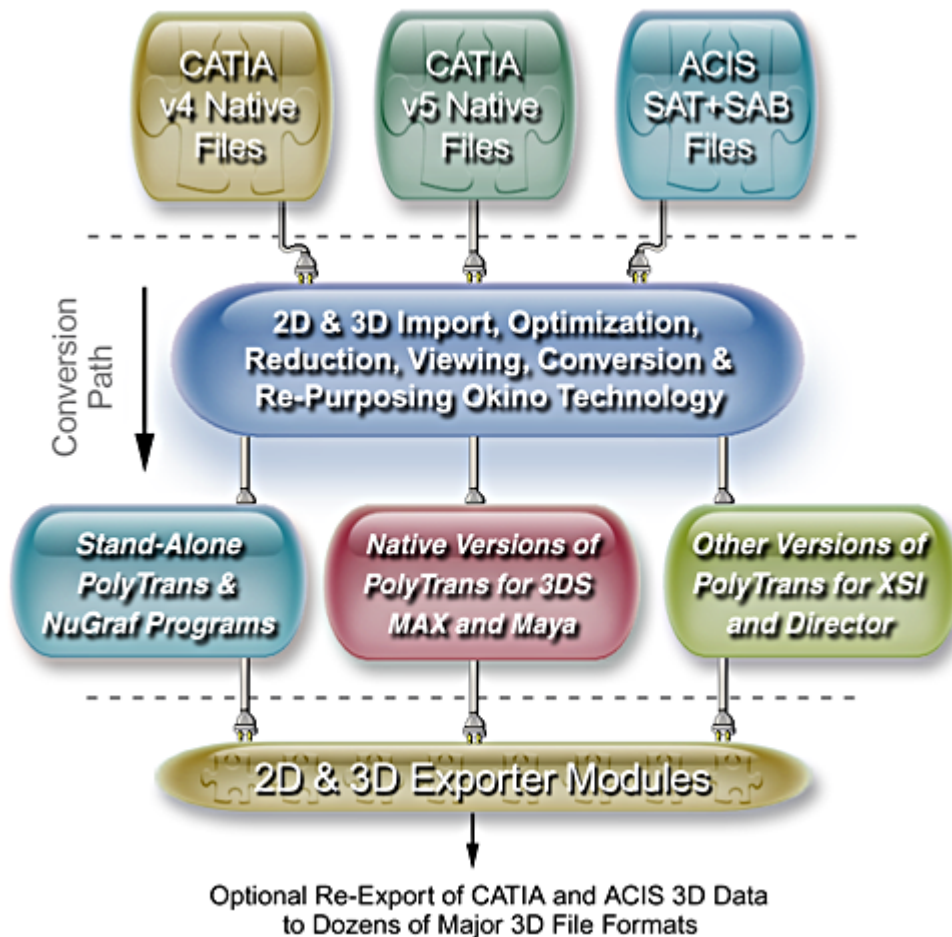 CATIA
v4 Native
Files
CATIA
v5 Native
Files
ACIS
SAT+SAB
Files
Conversion
Path
2D & 3D Import, Optimization,
Reduction, Viewing, Conversion &
Re-Purposing Okino Technology
Stand-Alone
PolyTrans &
NuGraf Programs
Native Versions of
PolyTrans for 3DS
MAX and Maya
Other Versions of
PolyTrans for XSI
and Director
2D & 3D Exporter Modules
Optional Re-Export of CATIA and ACIS 3D Data
to Dozens of Major 3D File Formats